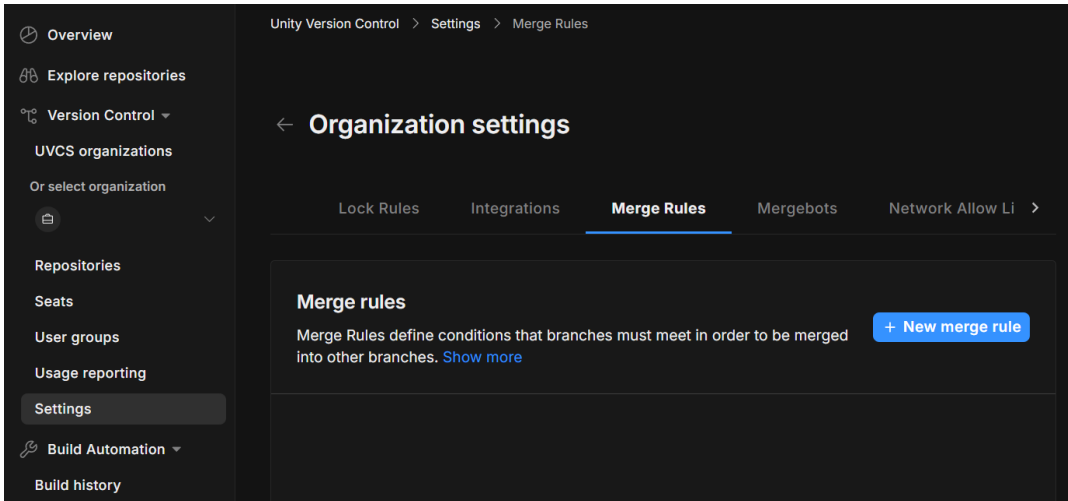 Overview
Explore repositories
Version Control
UVCS organizations
Or select organization
Repositories
Seats
User groups
Usage reporting
Settings
Build Automation
Build history
Unity Version Control > Settings > Merge Rules
← Organization settings
Lock Rules Integrations Merge Rules Mergebots Network Allow Li >
Merge rules
Merge Rules define conditions that branches must meet in order to be merged
into other branches. Show more
+ New merge rule